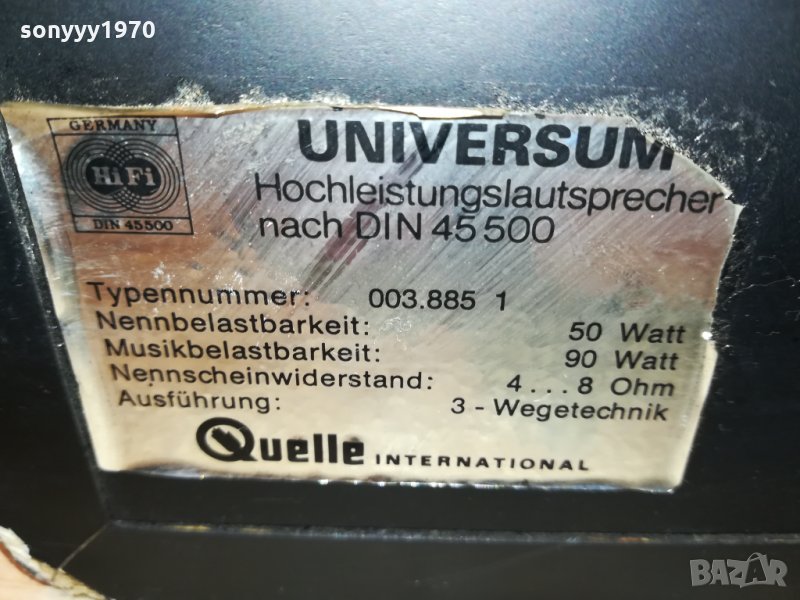 sonyyy1970
GERMANY
HiFi
DIN 45500
UNIVERSUM
Hochleistungslautsprecher
nach DIN 45 500
Typennummer: 003.885 1
Nennbelastbarkeit: 50 Watt
Musikbelastbarkeit: 90 Watt
Nennscheinwiderstand: 4...8 Ohm
Ausführung: 3 - Wegetechnik
Quelle INTERNATIONAL
BAZAR